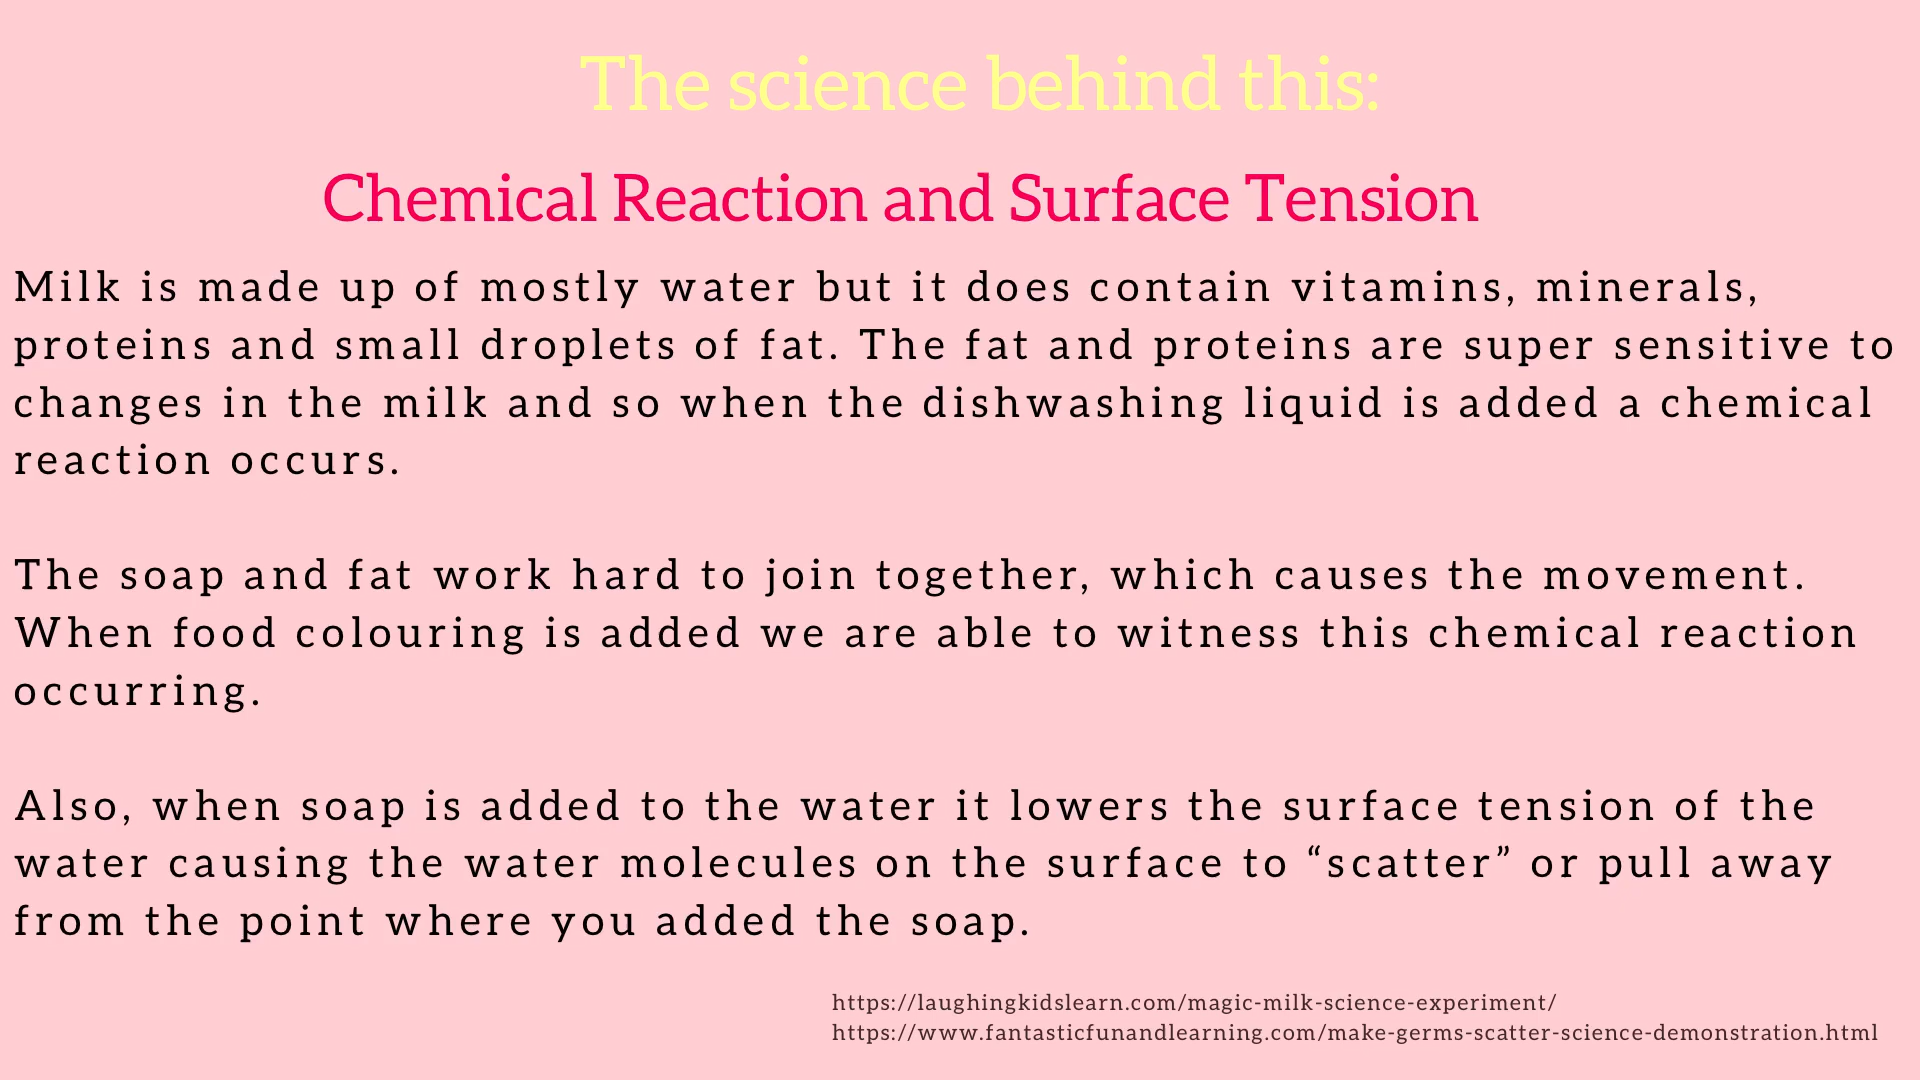 The science behind this:
Chemical Reaction and Surface Tension
Milk is made up of mostly water but it does contain vitamins, minerals,
proteins and small droplets of fat. The fat and proteins are super sensitive to
changes in the milk and so when the dishwashing liquid is added a chemical
reaction occurs.
The soap and fat work hard to join together, which causes the movement.
When food colouring is added we are able to witness this chemical reaction
occurring.
Also, when soap is added to the water it lowers the surface tension of the
water causing the water molecules on the surface to “scatter” or pull away
from the point where you added the soap.
https://laughingkidslearn.com/magic-milk-science-experiment/
https://www.fantasticfunandlearning.com/make-germs-scatter-science-demonstration.html